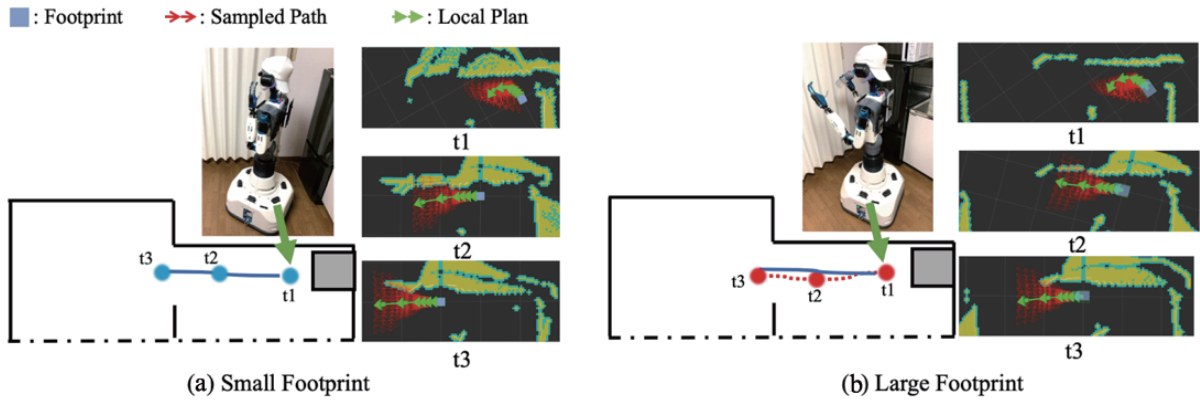 : Footprint
: Sampled Path
: Local Plan
t1
t2
t3
t3
t2
t1
(a) Small Footprint
t1
t2
t3
t3
t2
t1
(b) Large Footprint